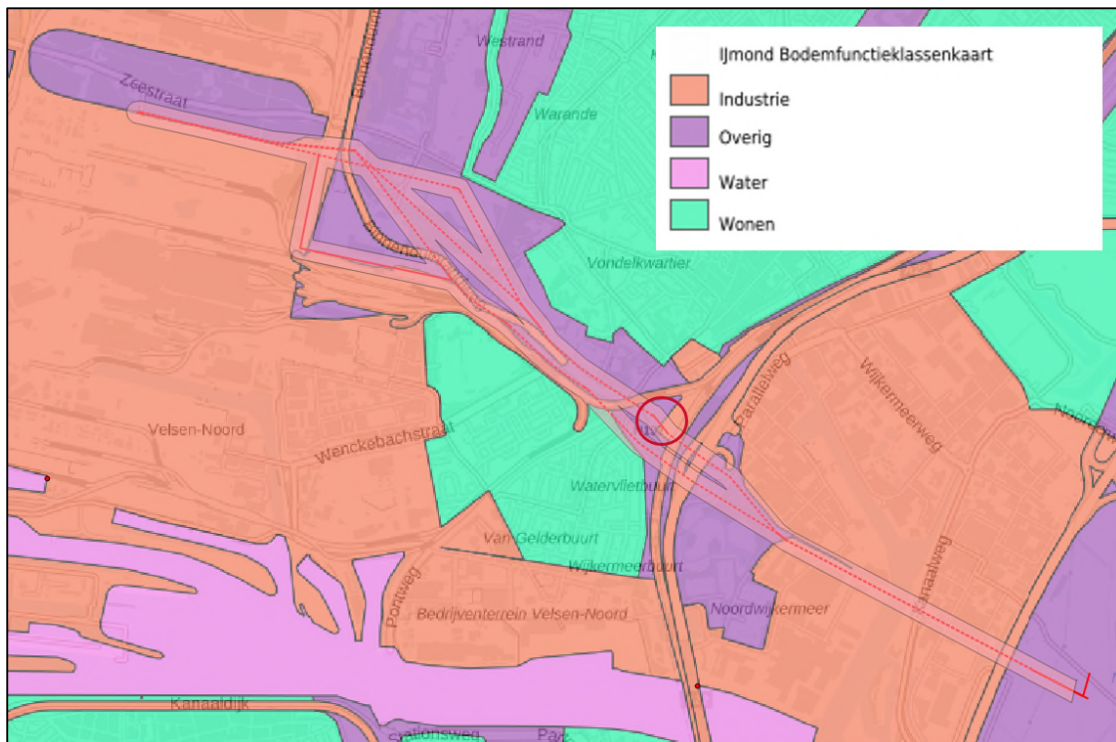 IJmond Bodemfunctieklassenkaart
Industrie
Overig
Water
Wonen
Westrand
Zeestraat
Warande
Vondelkwartier
Parallelweg
Wijkermeerweg
Velsen-Noord
Wenckebachstraat
Watervlietbuurt
Van Gelderbuurt
Wijkermeerbuurt
Pontweg
Bedrijventerrein Velsen-Noord
Noordwijkermeer
Kanaaldijk
Stationsweg